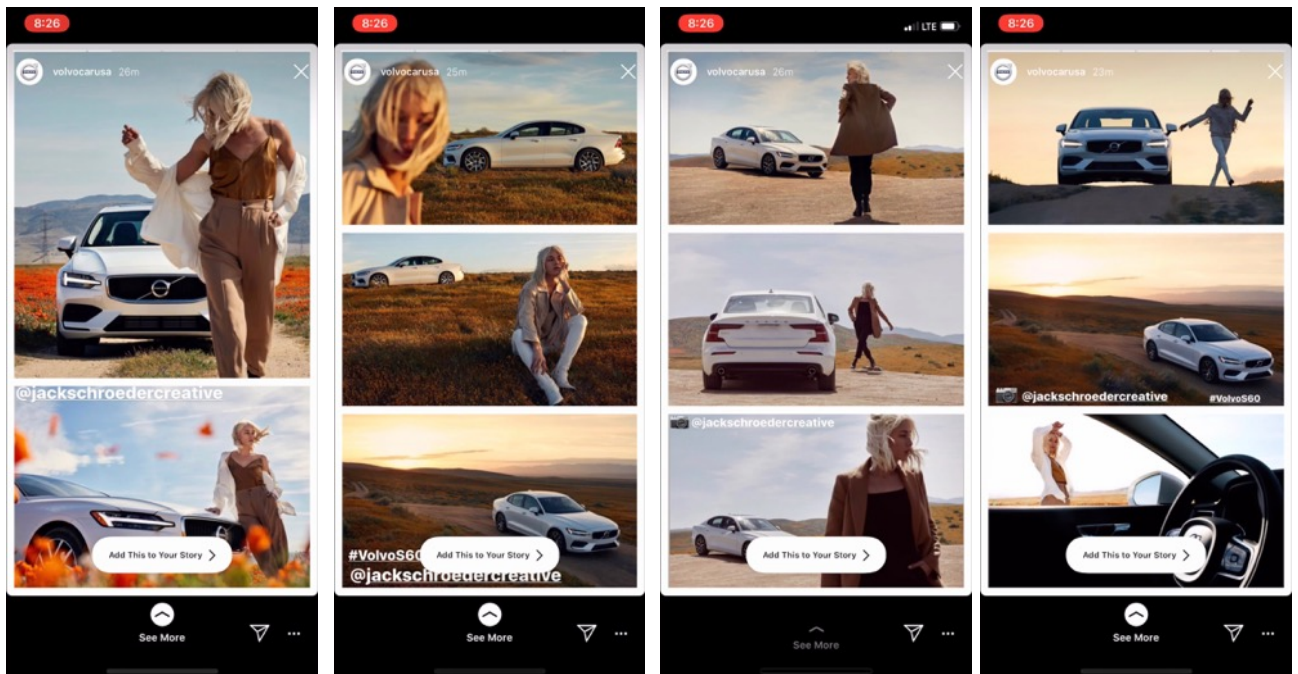 8:26
volvocarusa 26m
@jackschroedercreative
Add This to Your Story
See More
8:26
volvocarusa 25m
#VolvoS60
@jackschroedercreative
Add This to Your Story
See More
8:26
LTE
volvocarusa 26m
@jackschroedercreative
Add This to Your Story
See More
8:26
volvocarusa 23m
@jackschroedercreative
#VolvoS60
Add This to Your Story
See More